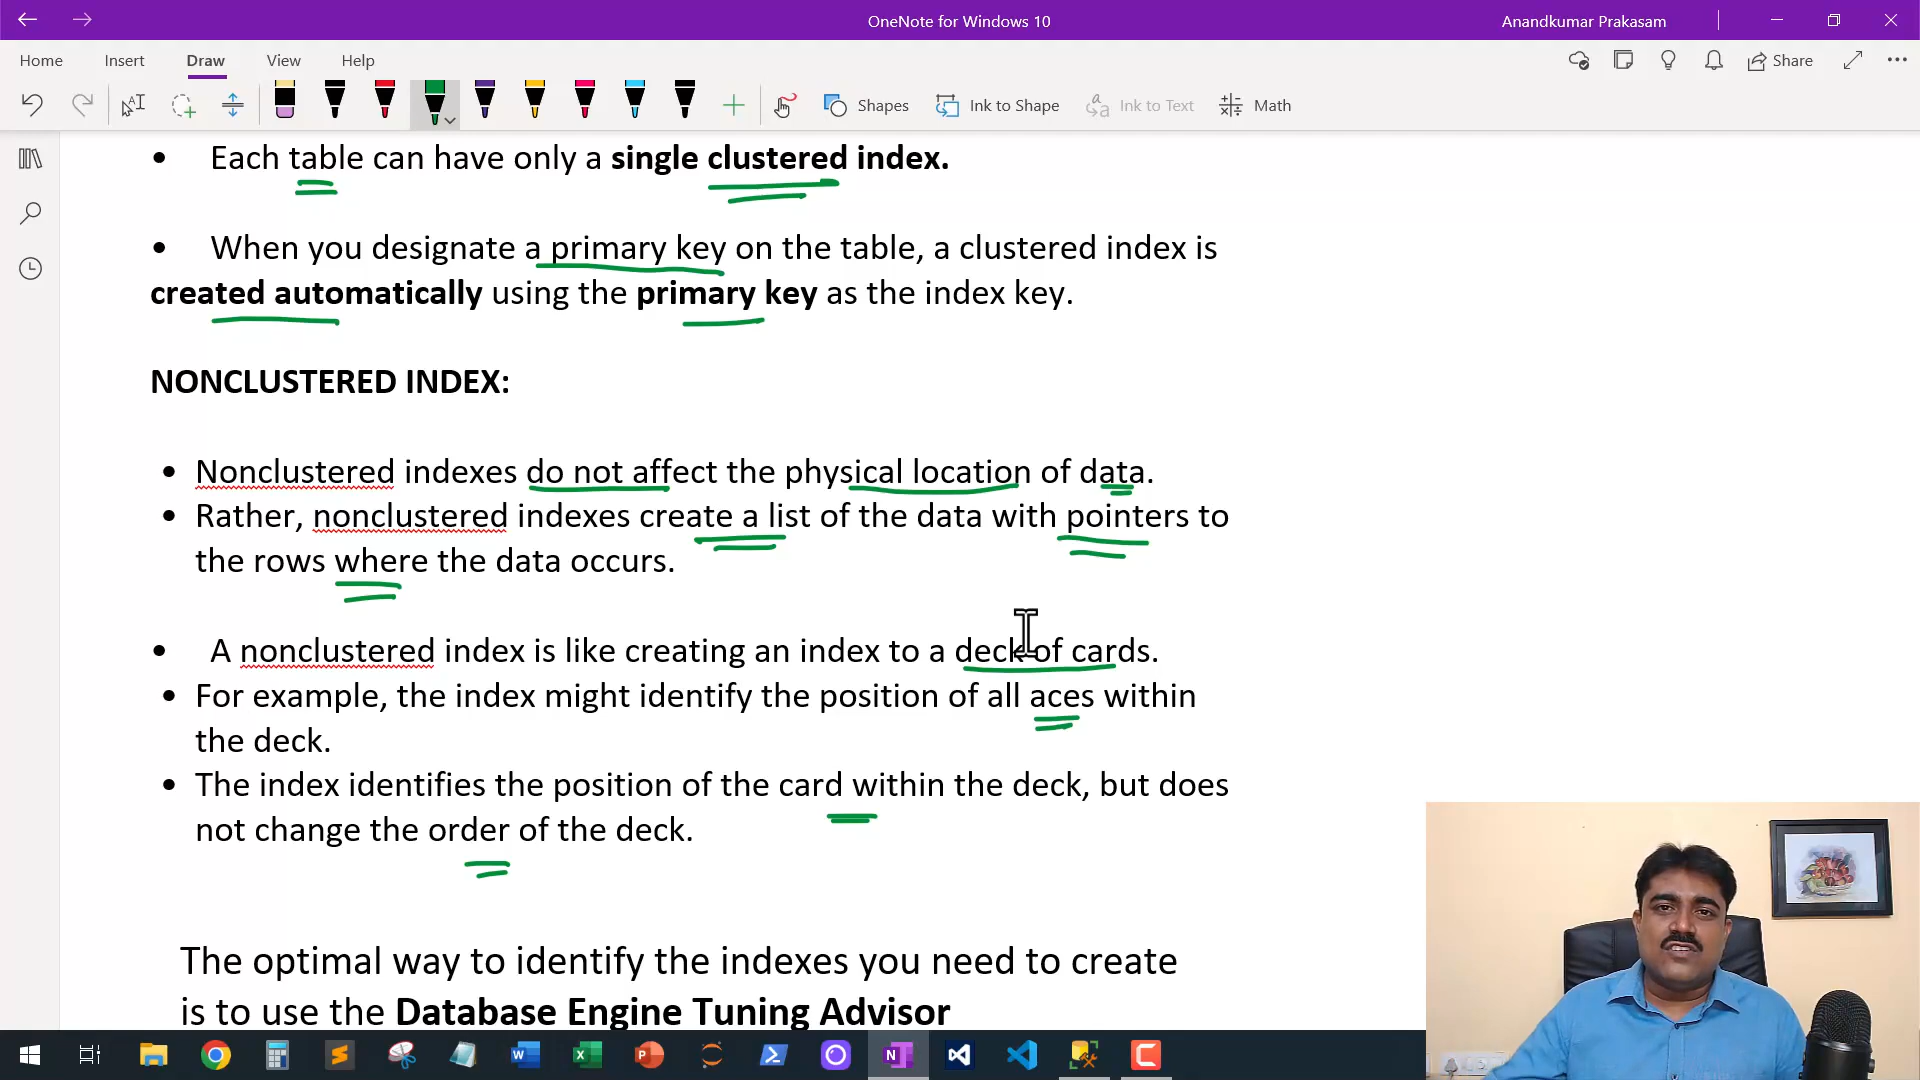 OneNote for Windows 10
Anandkumar Prakasam
Home Insert Draw View Help
Share
Shapes Ink to Shape Ink to Text Math
• Each table can have only a single clustered index.
• When you designate a primary key on the table, a clustered index is
created automatically using the primary key as the index key.
NONCLUSTERED INDEX:
• Nonclustered indexes do not affect the physical location of data.
• Rather, nonclustered indexes create a list of the data with pointers to
the rows where the data occurs.
• A nonclustered index is like creating an index to a deck of cards.
• For example, the index might identify the position of all aces within
the deck.
• The index identifies the position of the card within the deck, but does
not change the order of the deck.
The optimal way to identify the indexes you need to create
is to use the Database Engine Tuning Advisor